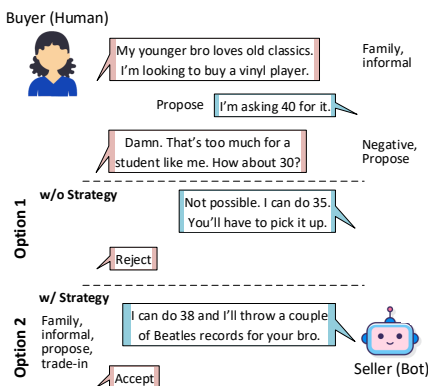 Buyer (Human)
My younger bro loves old classics.
I'm looking to buy a vinyl player.
Family,
informal
Propose
I'm asking 40 for it.
Damn. That's too much for a
student like me. How about 30?
Negative,
Propose
Option 1
w/o Strategy
Not possible. I can do 35.
You'll have to pick it up.
Reject
Option 2
w/ Strategy
Family,
informal,
propose,
trade-in
I can do 38 and I'll throw a couple
of Beatles records for your bro.
Seller (Bot)
Accept